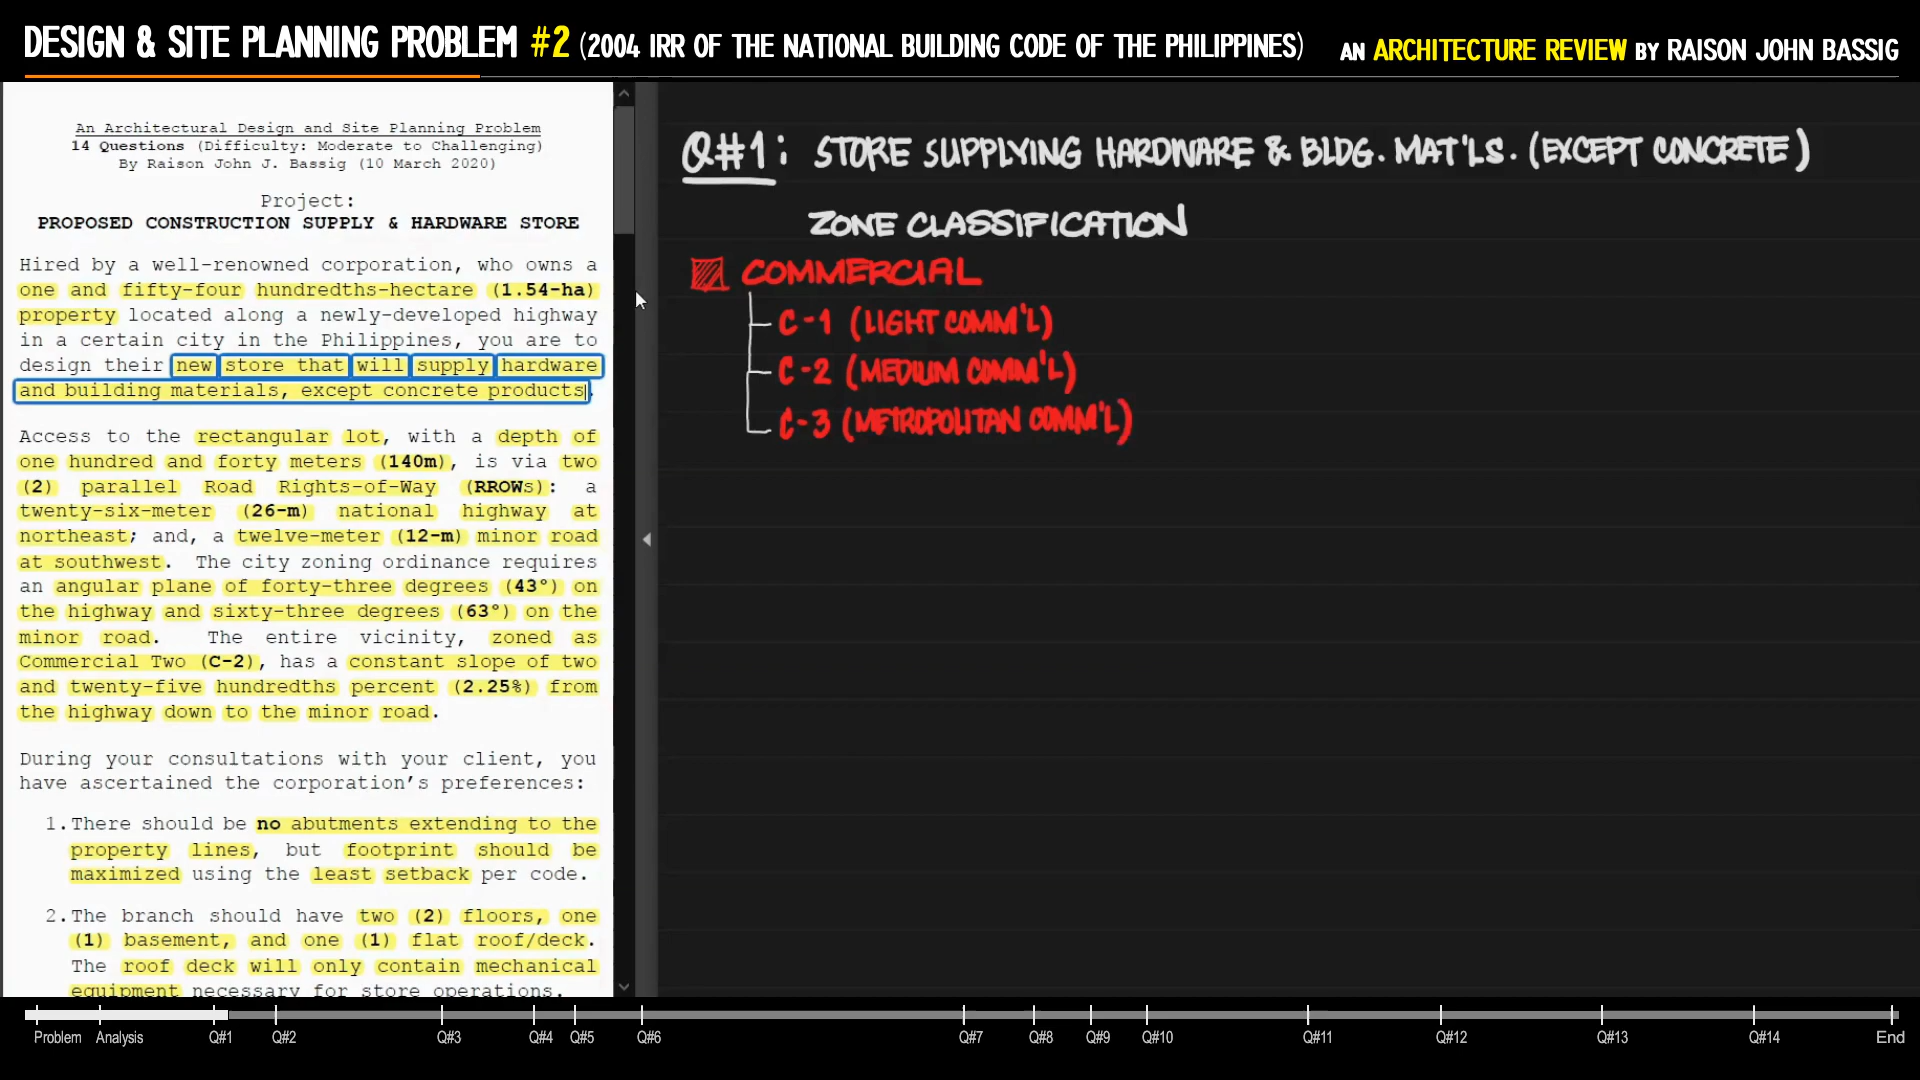 DESIGN & SITE PLANNING PROBLEM #2 (2004 IRR OF THE NATIONAL BUILDING CODE OF THE PHILIPPINES) AN ARCHITECTURE REVIEW BY RAISON JOHN BASSIG
An Architectural Design and Site Planning Problem
14 Questions (Difficulty: Moderate to Challenging)
By Raison John J. Bassig (10 March 2020)
Project:
PROPOSED CONSTRUCTION SUPPLY & HARDWARE STORE
Hired by a well-renowned corporation, who owns a
one and fifty-four hundredths-hectare (1.54-ha)
property located along a newly-developed highway
in a certain city in the Philippines, you are to
design their new store that will supply hardware
and building materials, except concrete products.
Access to the rectangular lot, with a depth of
one hundred and forty meters (140m), is via two
(2) parallel Road Rights-of-Way (RROWs): a
twenty-six-meter (26-m) national highway at
northeast; and, a twelve-meter (12-m) minor road
at southwest. The city zoning ordinance requires
an angular plane of forty-three degrees (43°) on
the highway and sixty-three degrees (63°) on the
minor road. The entire vicinity, zoned as
Commercial Two (C-2), has a constant slope of two
and twenty-five hundredths percent (2.25%) from
the highway down to the minor road.
During your consultations with your client, you
have ascertained the corporation's preferences:
1. There should be no abutments extending to the
property lines, but footprint should be
maximized using the least setback per code.
2. The branch should have two (2) floors, one
(1) basement, and one (1) flat roof/deck.
The roof deck will only contain mechanical
equipment necessary for store operations.
Q#1: STORE SUPPLYING HARDWARE & BLDG. MAT'LS. (EXCEPT CONCRETE)
ZONE CLASSIFICATION
COMMERCIAL
C-1 (LIGHT COMM'L)
C-2 (MEDIUM COMM'L)
C-3 (METROPOLITAN COMM'L)
Problem Analysis Q#1 Q#2 Q#3 Q#4 Q#5 Q#6 Q#7 Q#8 Q#9 Q#10 Q#11 Q#12 Q#13 Q#14 End